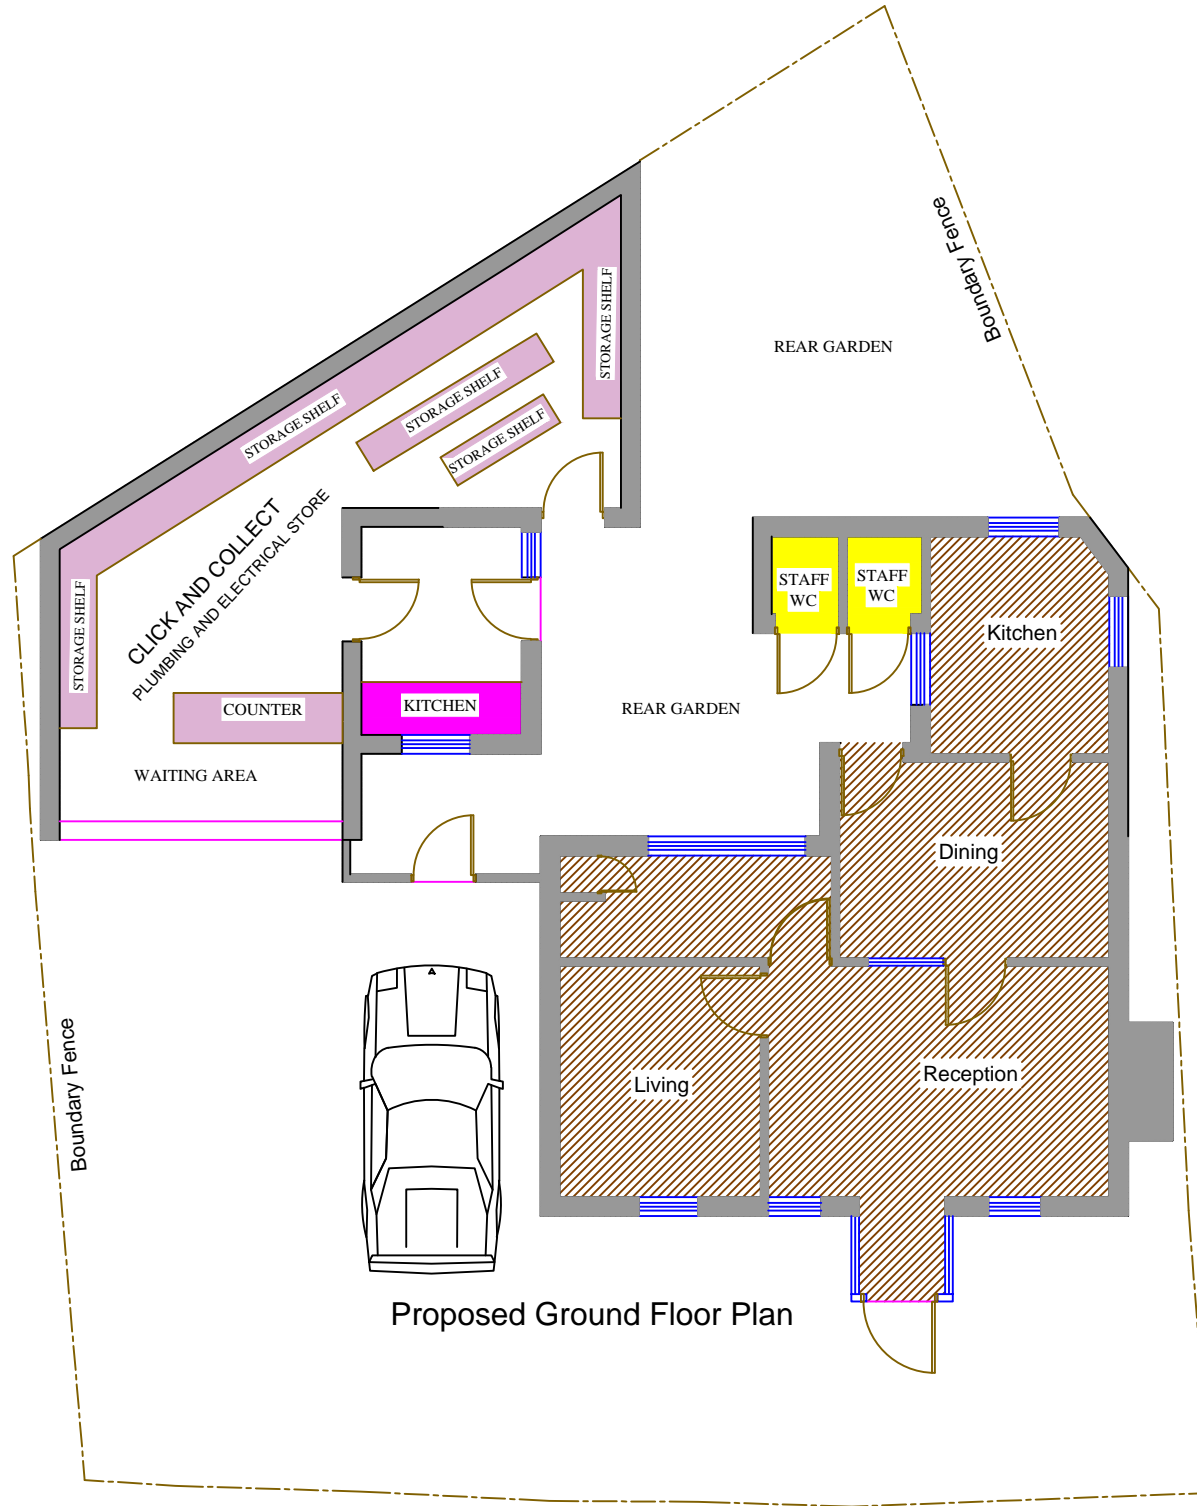 Boundary Fence
REAR GARDEN
STORAGE SHELF
STORAGE SHELF
STORAGE SHELF
STORAGE SHELF
STORAGE SHELF
CLICK AND COLLECT
PLUMBING AND ELECTRICAL STORE
STAFF
WC
STAFF
WC
Kitchen
COUNTER
KITCHEN
REAR GARDEN
WAITING AREA
Dining
Boundary Fence
Living
Reception
Proposed Ground Floor Plan